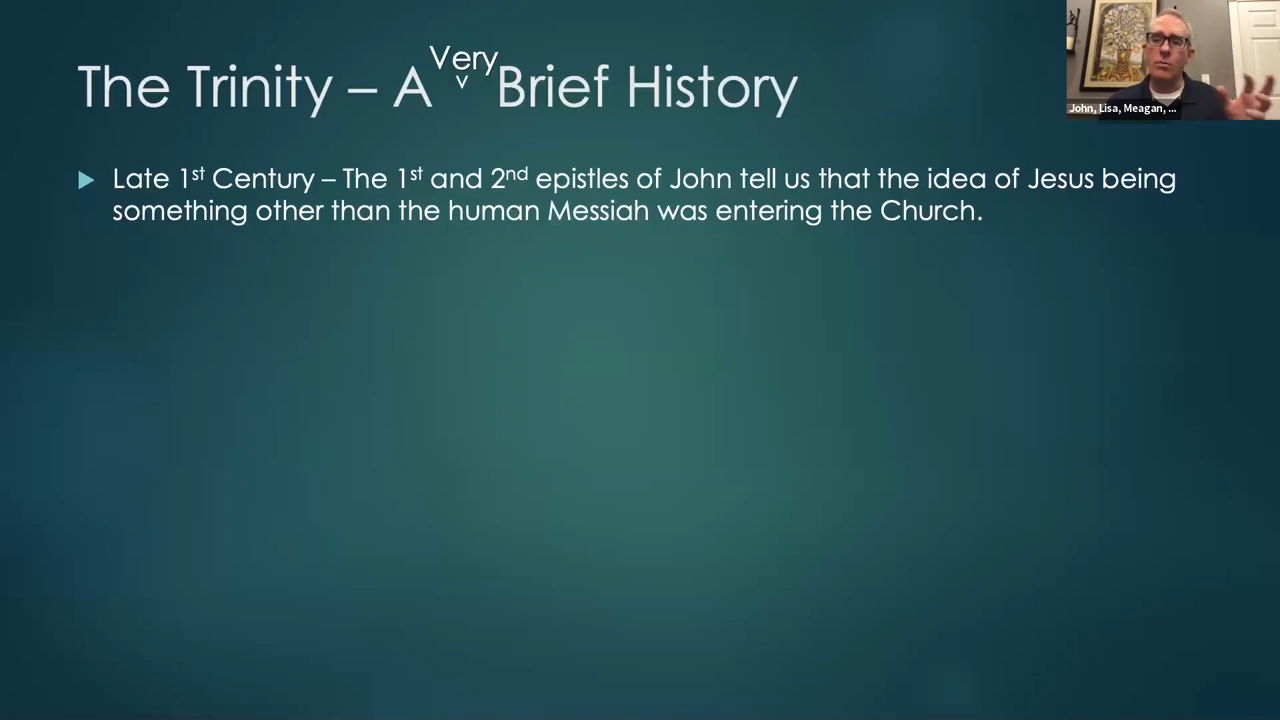 The Trinity – A Very Brief History
v
John, Lisa, Meagan, ...
Late 1st Century – The 1st and 2nd epistles of John tell us that the idea of Jesus being
something other than the human Messiah was entering the Church.